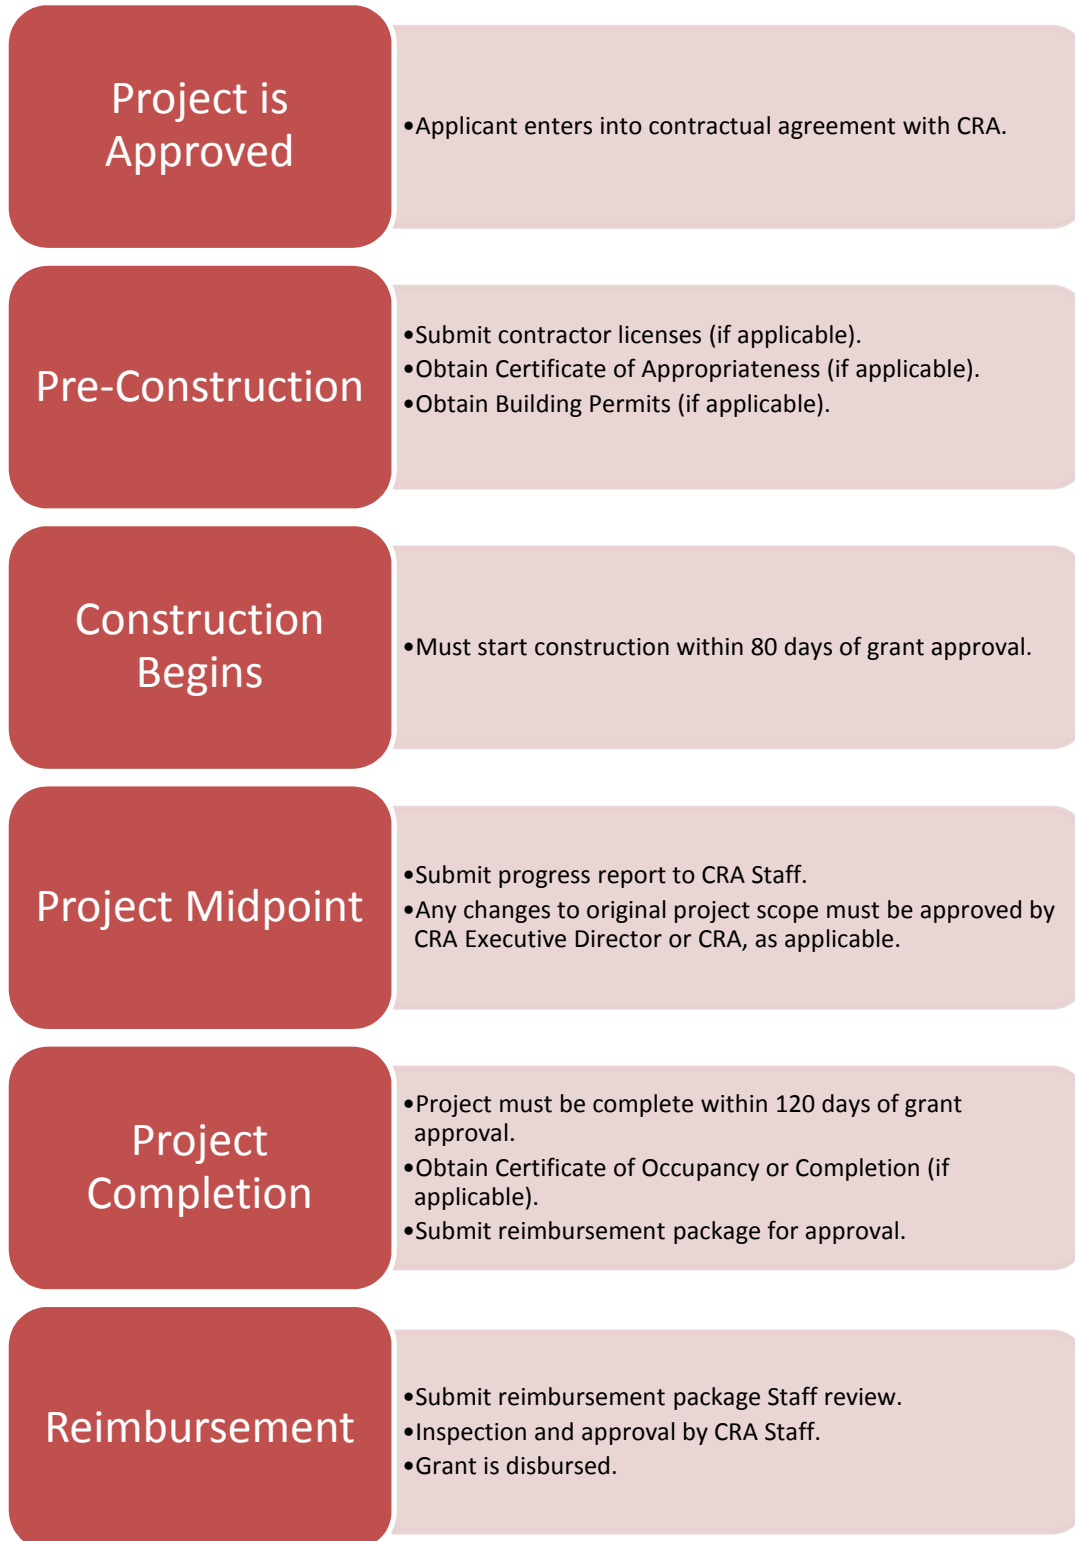 Project is
Approved
•Applicant enters into contractual agreement with CRA.
Pre-Construction
•Submit contractor licenses (if applicable).
•Obtain Certificate of Appropriateness (if applicable).
•Obtain Building Permits (if applicable).
Construction
Begins
•Must start construction within 80 days of grant approval.
Project Midpoint
•Submit progress report to CRA Staff.
•Any changes to original project scope must be approved by
CRA Executive Director or CRA, as applicable.
Project
Completion
•Project must be complete within 120 days of grant
approval.
•Obtain Certificate of Occupancy or Completion (if
applicable).
•Submit reimbursement package for approval.
Reimbursement
•Submit reimbursement package Staff review.
•Inspection and approval by CRA Staff.
•Grant is disbursed.